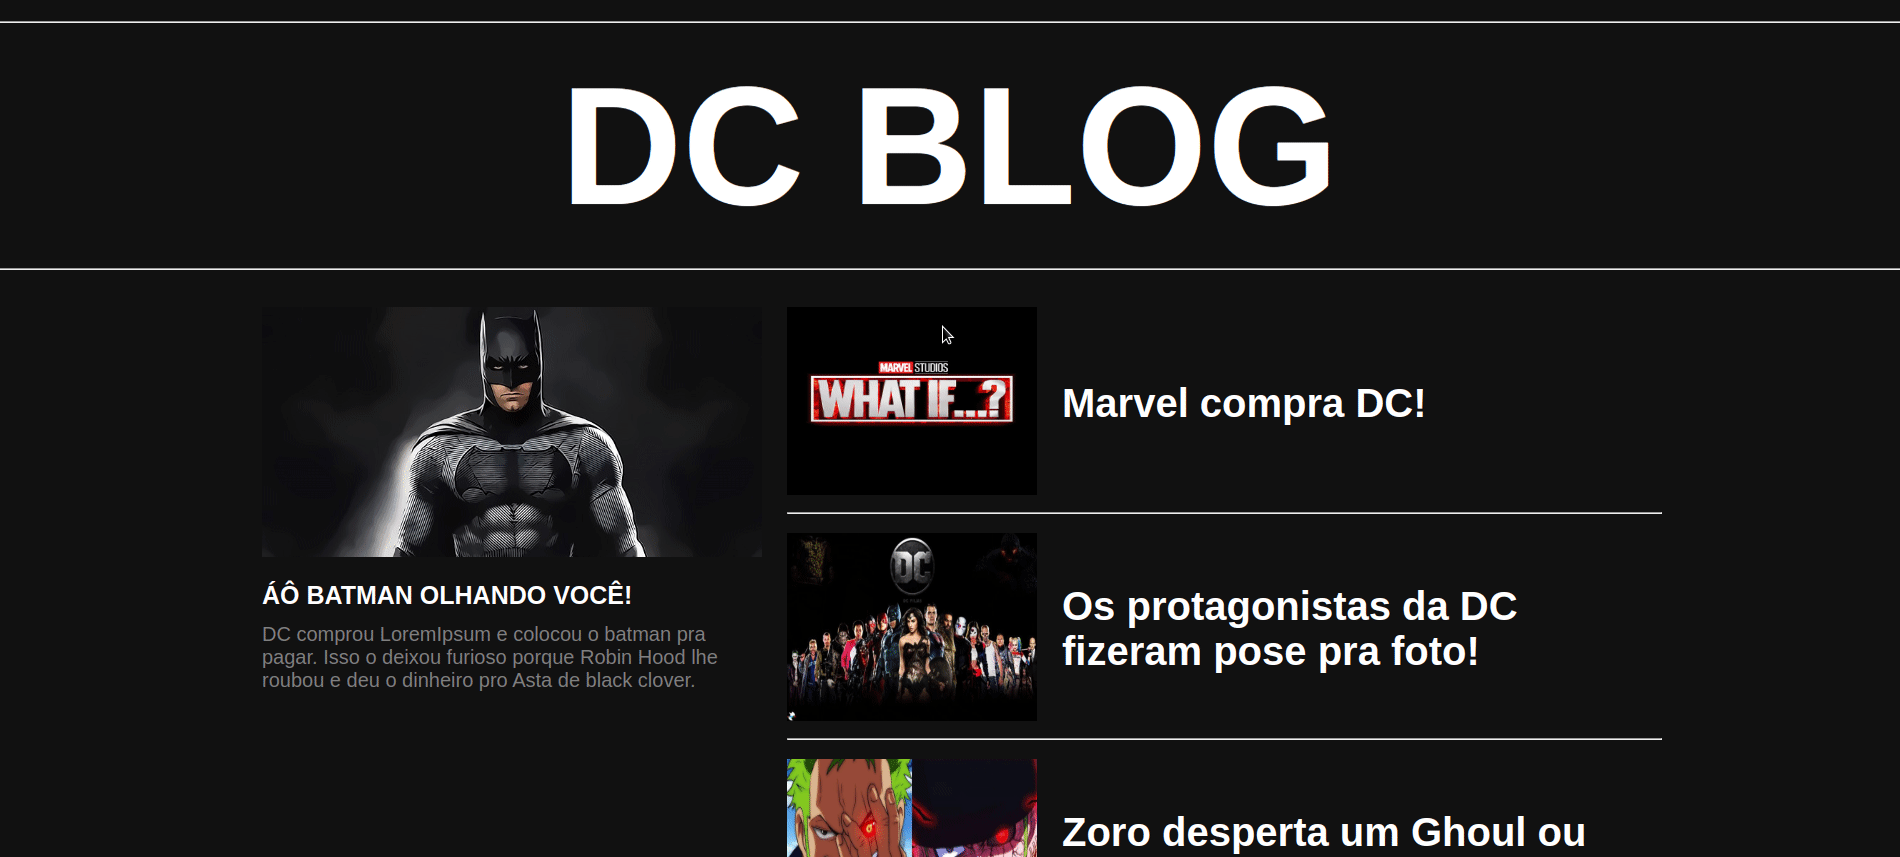 DC BLOG
MARVEL STUDIOS
WHAT IF...?
Marvel compra DC!
ÁÔ BATMAN OLHANDO VOCÊ!
DC comprou LoremIpsum e colocou o batman pra
pagar. Isso o deixou furioso porque Robin Hood lhe
roubou e deu o dinheiro pro Asta de black clover.
DC
Os protagonistas da DC
fizeram pose pra foto!
Zoro desperta um Ghoul ou